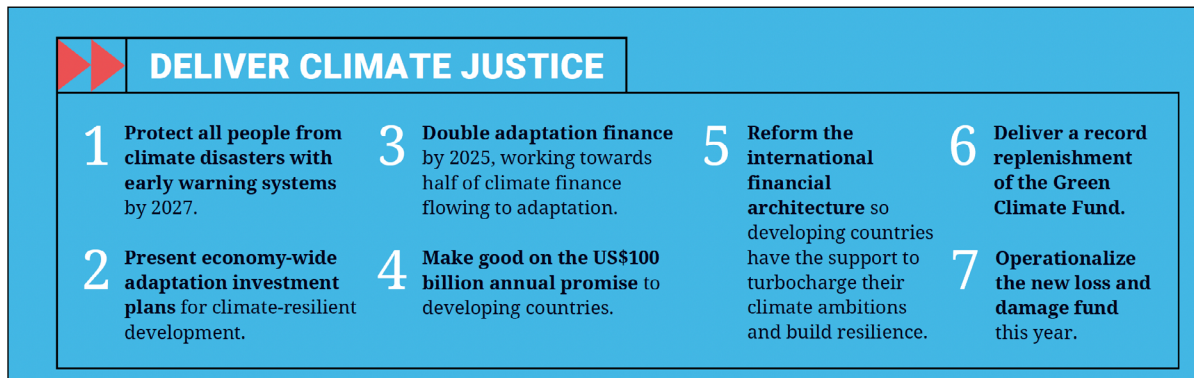 DELIVER CLIMATE JUSTICE
1
Protect all people from
climate disasters with
early warning systems
by 2027.
2
Present economy-wide
adaptation investment
plans for climate-resilient
development.
3
Double adaptation finance
by 2025, working towards
half of climate finance
flowing to adaptation.
4
Make good on the US$100
billion annual promise to
developing countries.
5
Reform the
international
financial
architecture so
developing countries
have the support to
turbocharge their
climate ambitions
and build resilience.
6
Deliver a record
replenishment
of the Green
Climate Fund.
7
Operationalize
the new loss and
damage fund
this year.